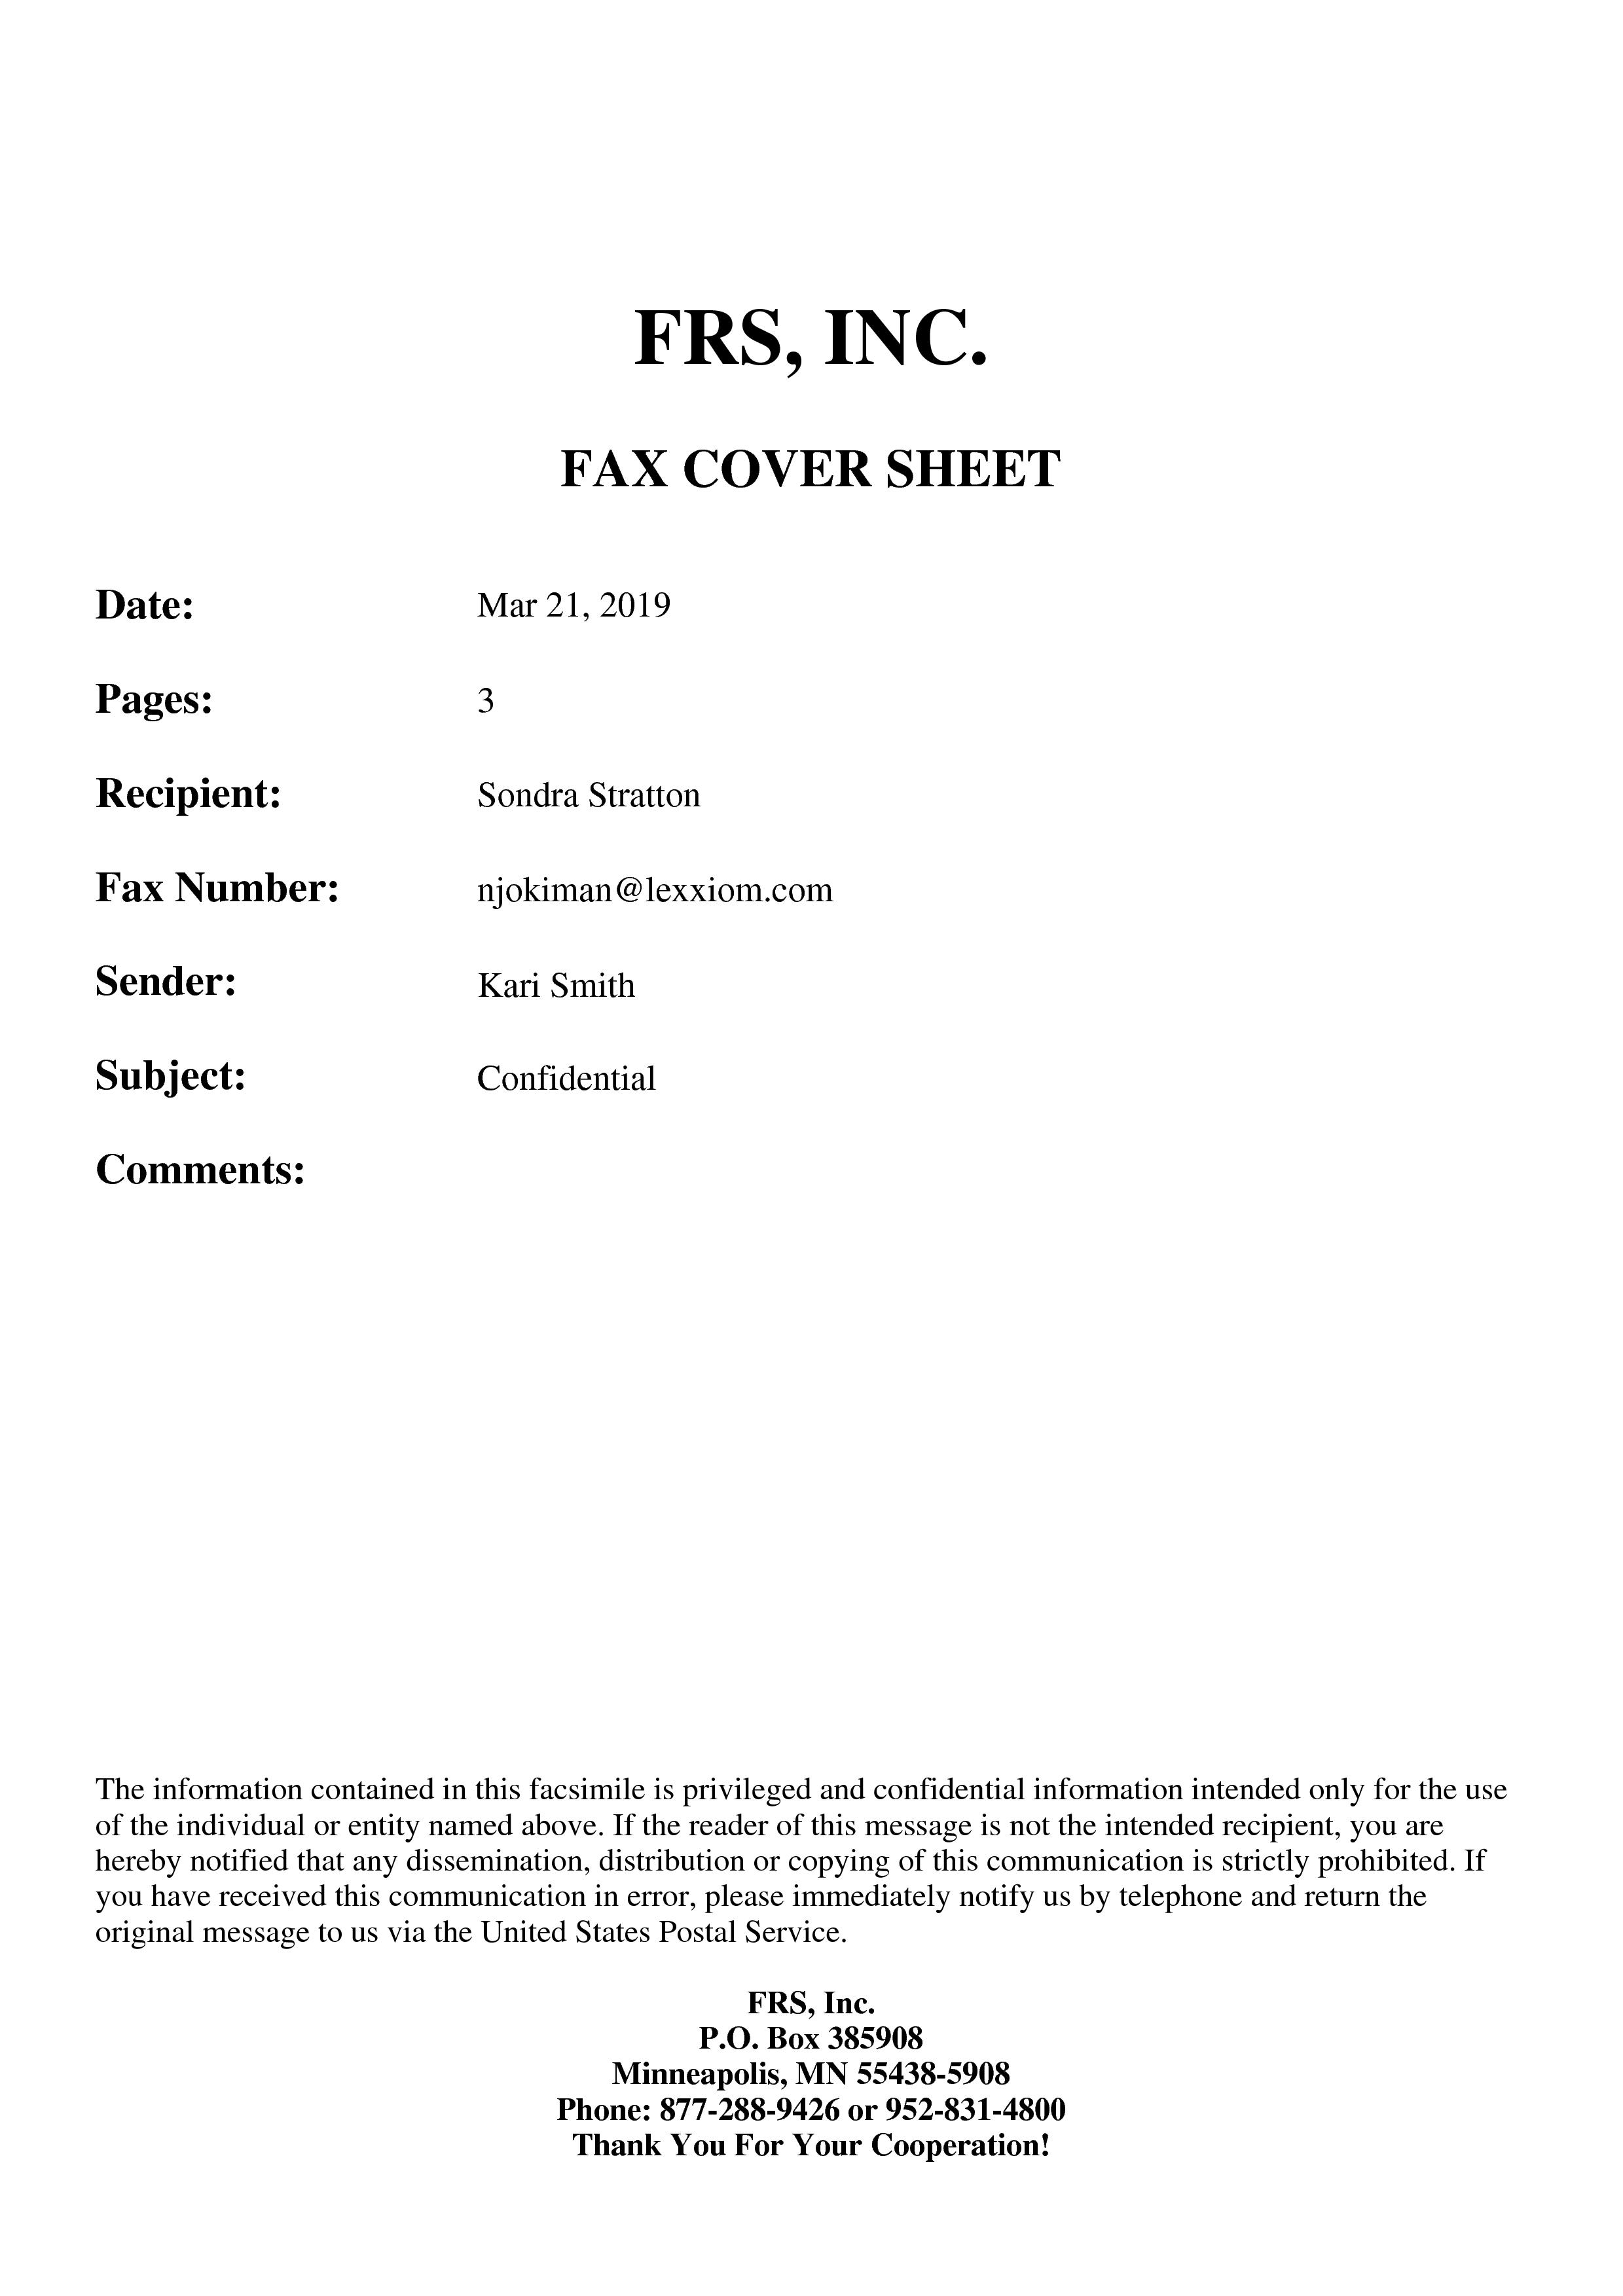 FRS, INC.
FAX COVER SHEET
Date: Mar 21, 2019
Pages: 3
Recipient: Sondra Stratton
Fax Number: njokiman@lexxiom.com
Sender: Kari Smith
Subject: Confidential
Comments:
The information contained in this facsimile is privileged and confidential information intended only for the use
of the individual or entity named above. If the reader of this message is not the intended recipient, you are
hereby notified that any dissemination, distribution or copying of this communication is strictly prohibited. If
you have received this communication in error, please immediately notify us by telephone and return the
original message to us via the United States Postal Service.
FRS, Inc.
P.O. Box 385908
Minneapolis, MN 55438-5908
Phone: 877-288-9426 or 952-831-4800
Thank You For Your Cooperation!